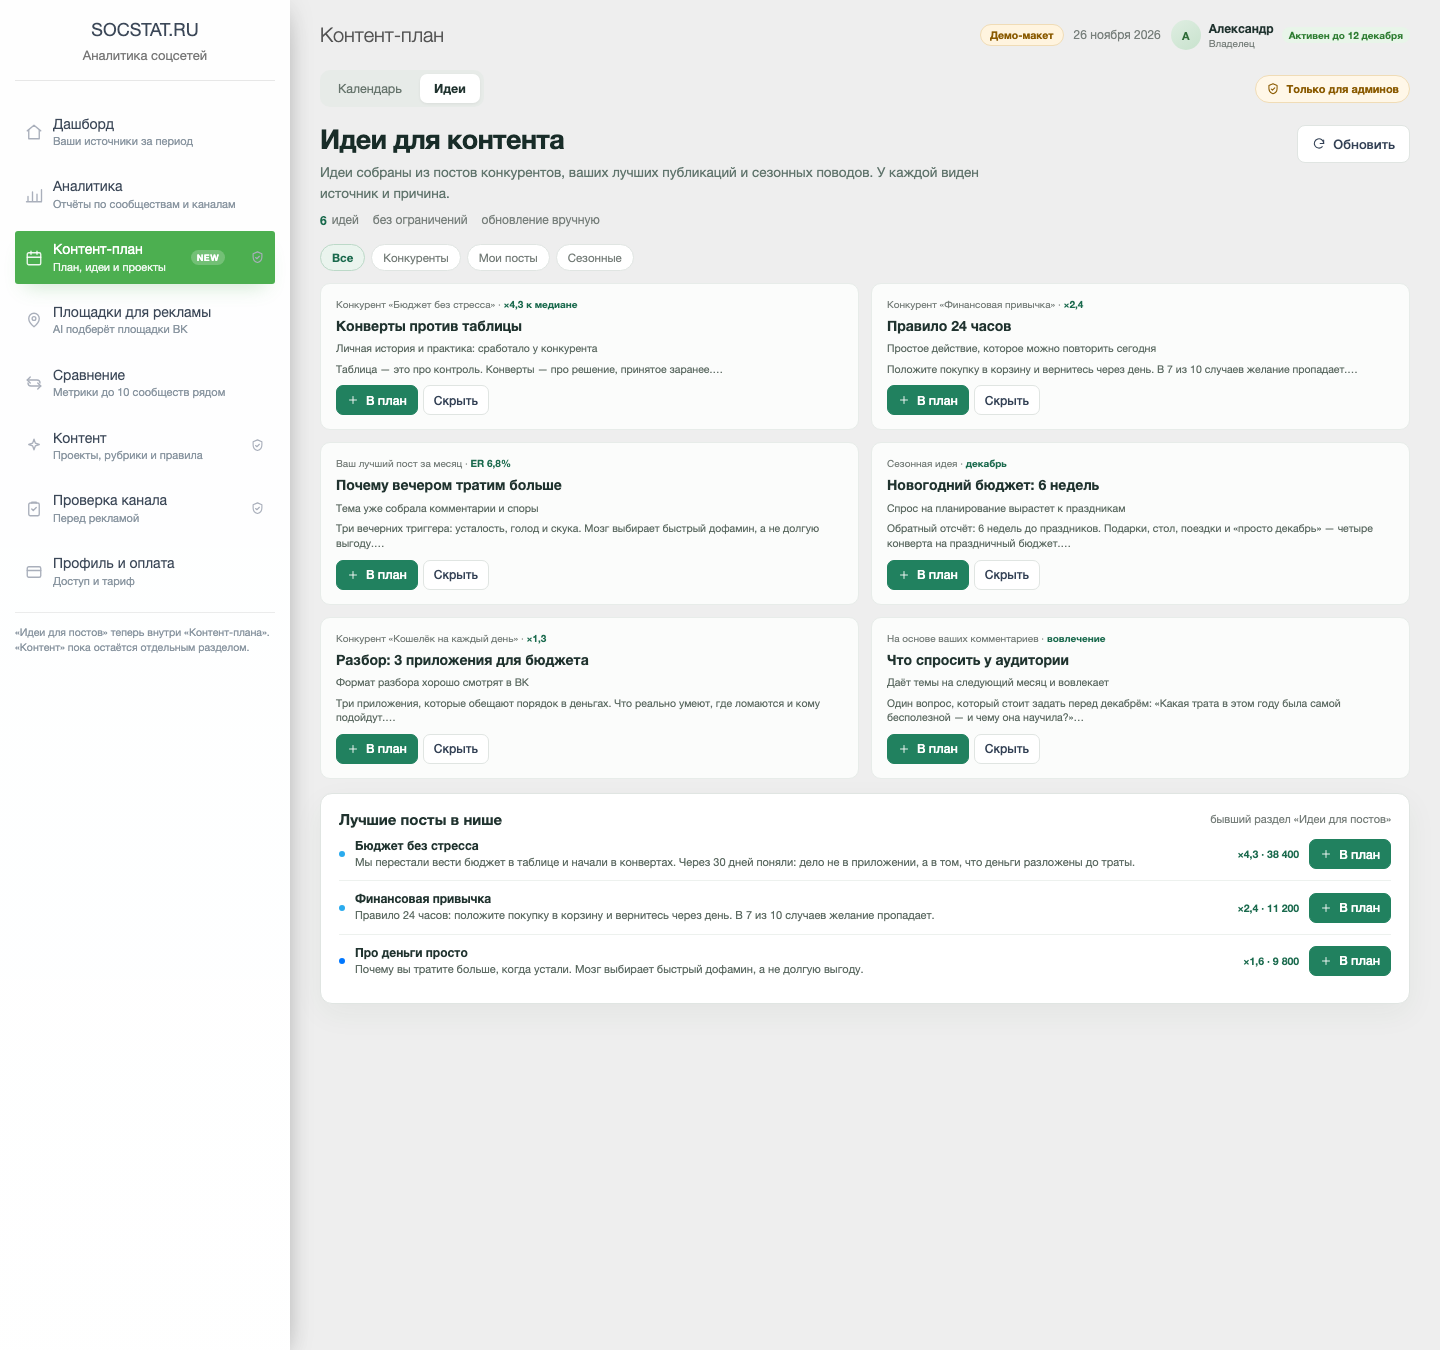 SOCSTAT.RU
Аналитика соцсетей
Дашборд
Ваши источники за период
Аналитика
Отчёты по сообществам и каналам
Контент-план
План, идеи и проекты
NEW
Площадки для рекламы
AI подберёт площадки ВК
Сравнение
Метрики до 10 сообществ рядом
Контент
Проекты, рубрики и правила
Проверка канала
Перед рекламой
Профиль и оплата
Доступ и тариф
«Идеи для постов» теперь внутри «Контент-плана».
«Контент» пока остаётся отдельным разделом.
Контент-план
Демо-макет
26 ноября 2026
А
Александр
Владелец
Активен до 12 декабря
Календарь
Идеи
Только для админов
Идеи для контента
Обновить
Идеи собраны из постов конкурентов, ваших лучших публикаций и сезонных поводов. У каждой виден
источник и причина.
6 идей без ограничений обновление вручную
Все
Конкуренты
Мои посты
Сезонные
Конкурент «Бюджет без стресса» · ×4,3 к медиане
Конверты против таблицы
Личная история и практика: сработало у конкурента
Таблица — это про контроль. Конверты — про решение, принятое заранее.…
+ В план
Скрыть
Конкурент «Финансовая привычка» · ×2,4
Правило 24 часов
Простое действие, которое можно повторить сегодня
Положите покупку в корзину и вернитесь через день. В 7 из 10 случаев желание пропадает.…
+ В план
Скрыть
Ваш лучший пост за месяц · ER 6,8%
Почему вечером тратим больше
Тема уже собрала комментарии и споры
Три вечерних триггера: усталость, голод и скука. Мозг выбирает быстрый дофамин, а не долгую
выгоду.…
+ В план
Скрыть
Сезонная идея · декабрь
Новогодний бюджет: 6 недель
Спрос на планирование вырастет к праздникам
Обратный отсчёт: 6 недель до праздников. Подарки, стол, поездки и «просто декабрь» — четыре
конверта на праздничный бюджет.…
+ В план
Скрыть
Конкурент «Кошелёк на каждый день» · ×1,3
Разбор: 3 приложения для бюджета
Формат разбора хорошо смотрят в ВК
Три приложения, которые обещают порядок в деньгах. Что реально умеют, где ломаются и кому
подойдут.…
+ В план
Скрыть
На основе ваших комментариев · вовлечение
Что спросить у аудитории
Даёт темы на следующий месяц и вовлекает
Один вопрос, который стоит задать перед декабрём: «Какая трата в этом году была самой
бесполезной — и чему она научила?»…
+ В план
Скрыть
Лучшие посты в нише
бывший раздел «Идеи для постов»
Бюджет без стресса
Мы перестали вести бюджет в таблице и начали в конвертах. Через 30 дней поняли: дело не в приложении, а в том, что деньги разложены до траты.
×4,3 · 38 400
+ В план
Финансовая привычка
Правило 24 часов: положите покупку в корзину и вернитесь через день. В 7 из 10 случаев желание пропадает.
×2,4 · 11 200
+ В план
Про деньги просто
Почему вы тратите больше, когда устали. Мозг выбирает быстрый дофамин, а не долгую выгоду.
×1,6 · 9 800
+ В план